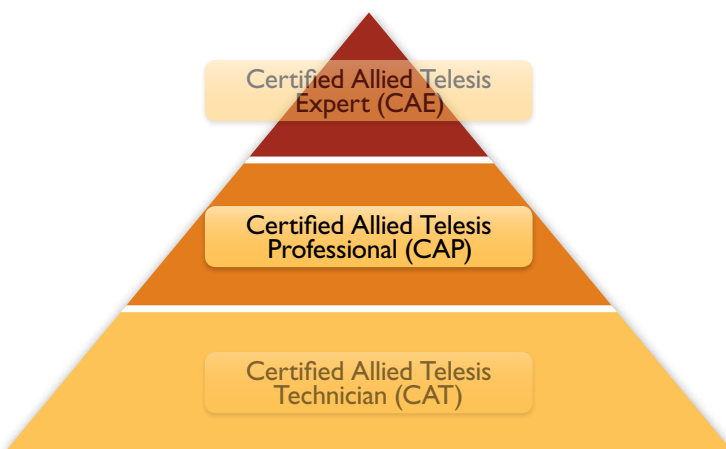 Certified Allied Telesis
Expert (CAE)
Certified Allied Telesis
Professional (CAP)
Certified Allied Telesis
Technician (CAT)